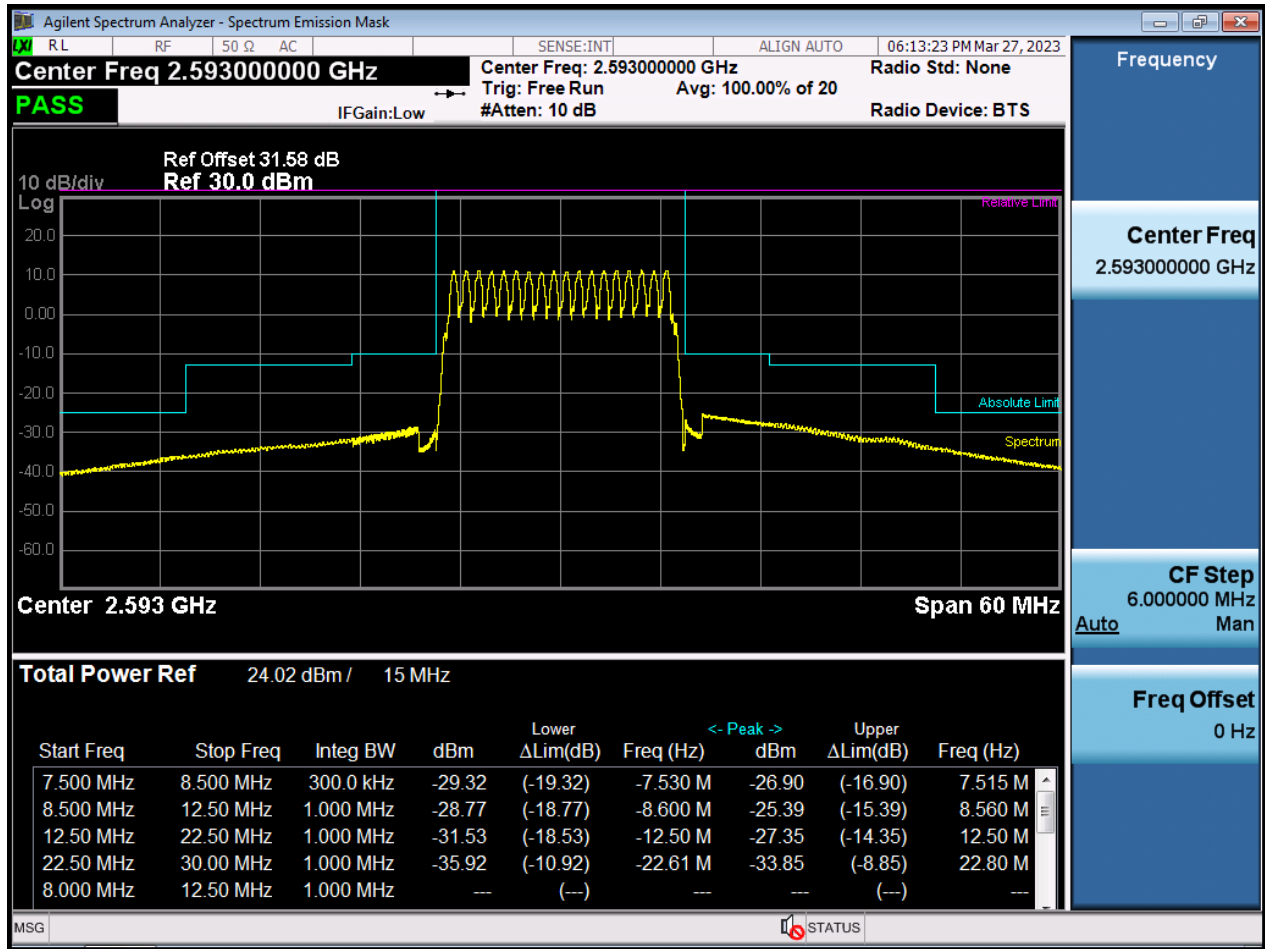 Agilent Spectrum Analyzer - Spectrum Emission Mask
LXI RL RF 50 Ω AC SENSE:INT ALIGN AUTO 06:13:23 PM Mar 27, 2023
Center Freq 2.593000000 GHz
PASS
IFGain:Low
Center Freq: 2.593000000 GHz
Trig: Free Run Avg: 100.00% of 20
#Atten: 10 dB
Radio Std: None
Radio Device: BTS
Ref Offset 31.58 dB
10 dB/div Ref 30.0 dBm
Log
Relative Limit
20.0
10.0
0.00
-10.0
-20.0
Absolute Limit
-30.0
Spectrum
-40.0
-50.0
-60.0
Center 2.593 GHz Span 60 MHz
Total Power Ref 24.02 dBm / 15 MHz
Lower <- Peak -> Upper
Start Freq Stop Freq Integ BW dBm ΔLim(dB) Freq (Hz) dBm ΔLim(dB) Freq (Hz)
7.500 MHz 8.500 MHz 300.0 kHz -29.32 (-19.32) -7.530 M -26.90 (-16.90) 7.515 M
8.500 MHz 12.50 MHz 1.000 MHz -28.77 (-18.77) -8.600 M -25.39 (-15.39) 8.560 M
12.50 MHz 22.50 MHz 1.000 MHz -31.53 (-18.53) -12.50 M -27.35 (-14.35) 12.50 M
22.50 MHz 30.00 MHz 1.000 MHz -35.92 (-10.92) -22.61 M -33.85 (-8.85) 22.80 M
8.000 MHz 12.50 MHz 1.000 MHz --- (---) --- --- (---) ---
MSG STATUS
Frequency
Center Freq
2.593000000 GHz
CF Step
6.000000 MHz
Auto Man
Freq Offset
0 Hz